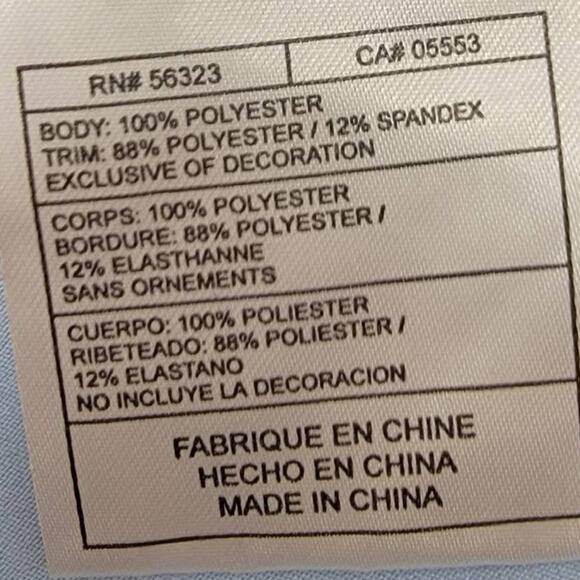 RN# 56323 CA# 05553
BODY: 100% POLYESTER
TRIM: 88% POLYESTER / 12% SPANDEX
EXCLUSIVE OF DECORATION
CORPS: 100% POLYESTER
BORDURE: 88% POLYESTER /
12% ELASTHANNE
SANS ORNEMENTS
CUERPO: 100% POLIESTER
RIBETEADO: 88% POLIESTER /
12% ELASTANO
NO INCLUYE LA DECORACION
FABRIQUE EN CHINE
HECHO EN CHINA
MADE IN CHINA